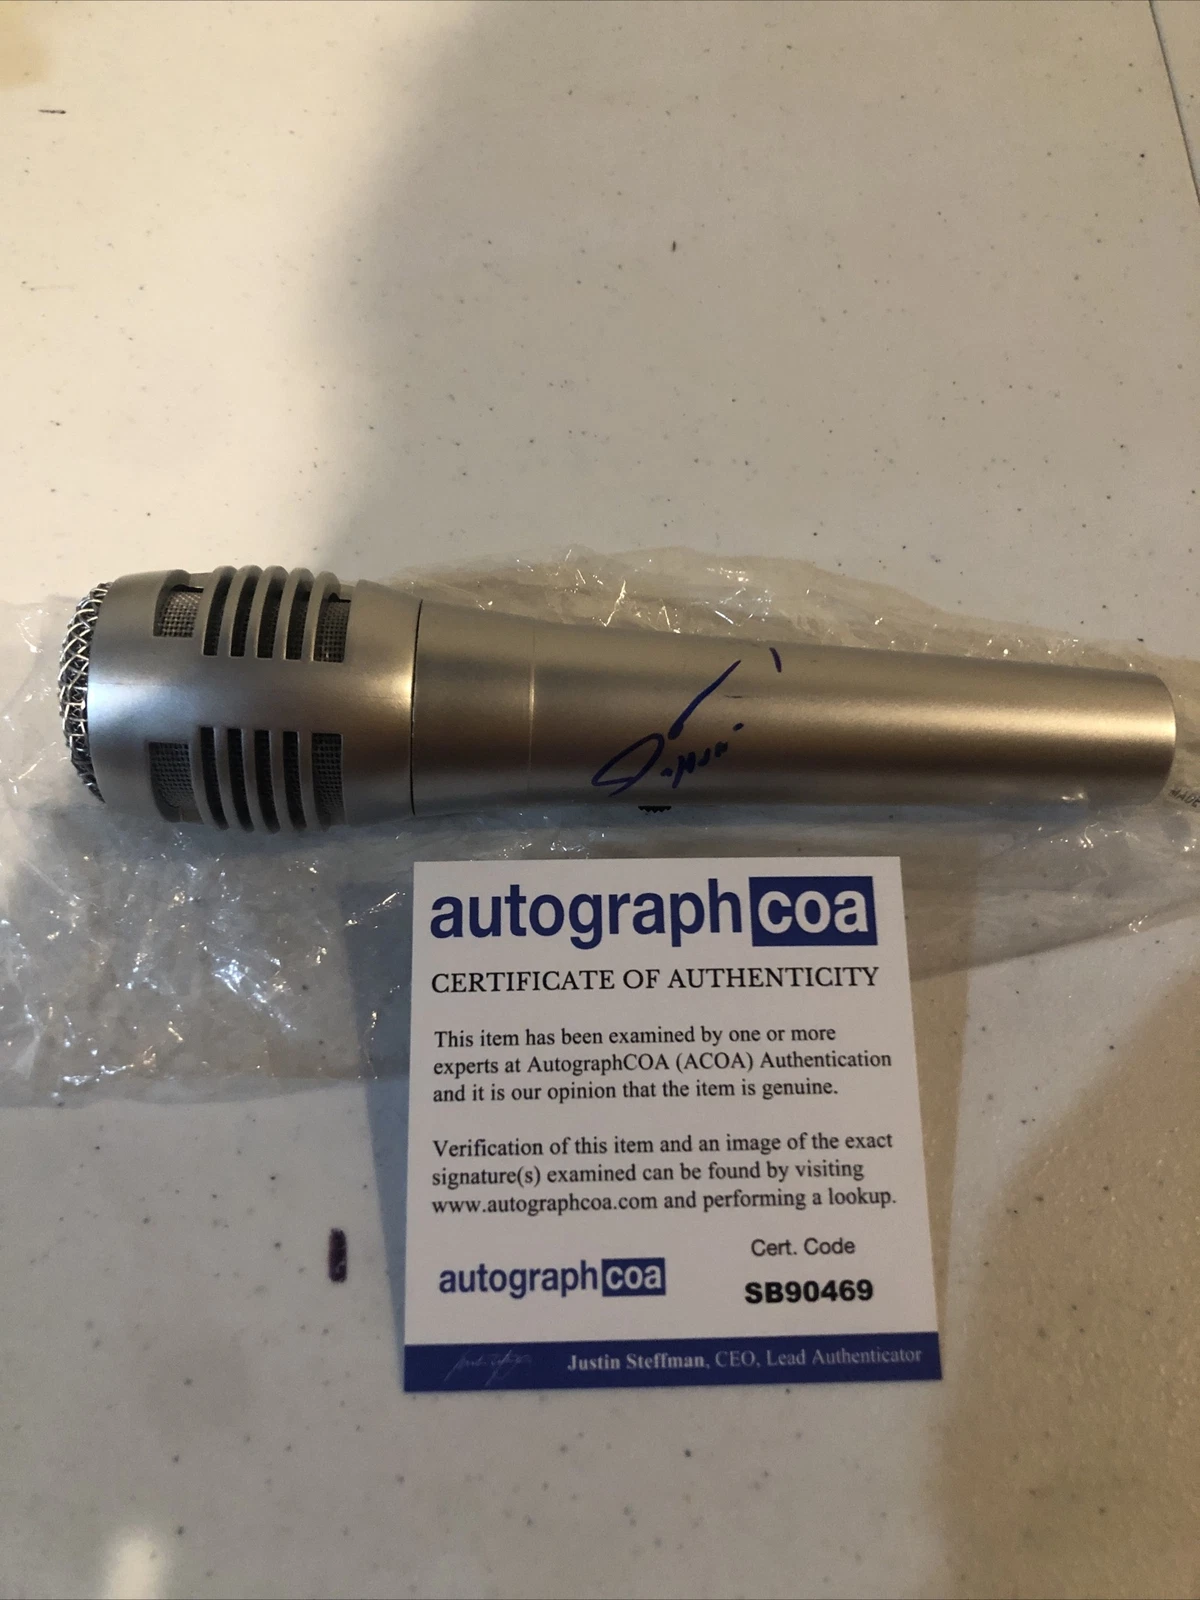 autographcoa
CERTIFICATE OF AUTHENTICITY
This item has been examined by one or more
experts at AutographCOA (ACOA) Authentication
and it is our opinion that the item is genuine.
Verification of this item and an image of the exact
signature(s) examined can be found by visiting
www.autographcoa.com and performing a lookup.
Cert. Code
autographcoa
SB90469
Justin Steffman, CEO, Lead Authenticator
MADE